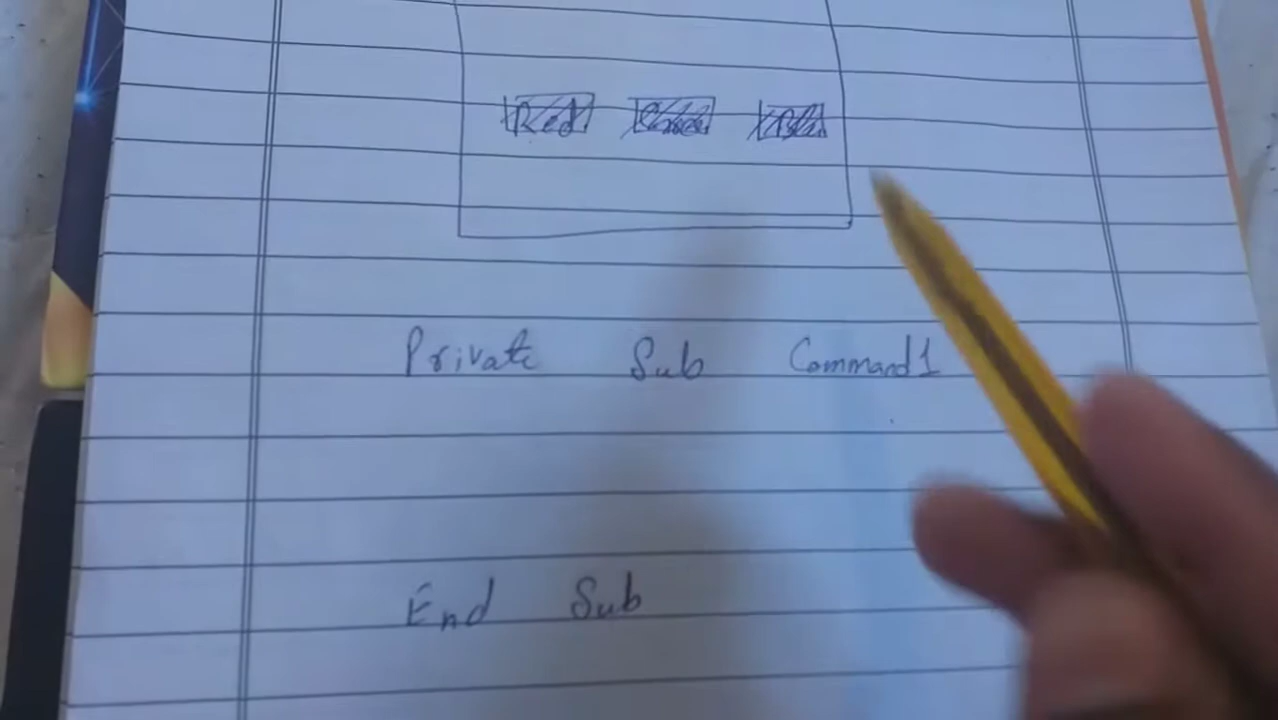 Red
Private Sub Command1
End Sub